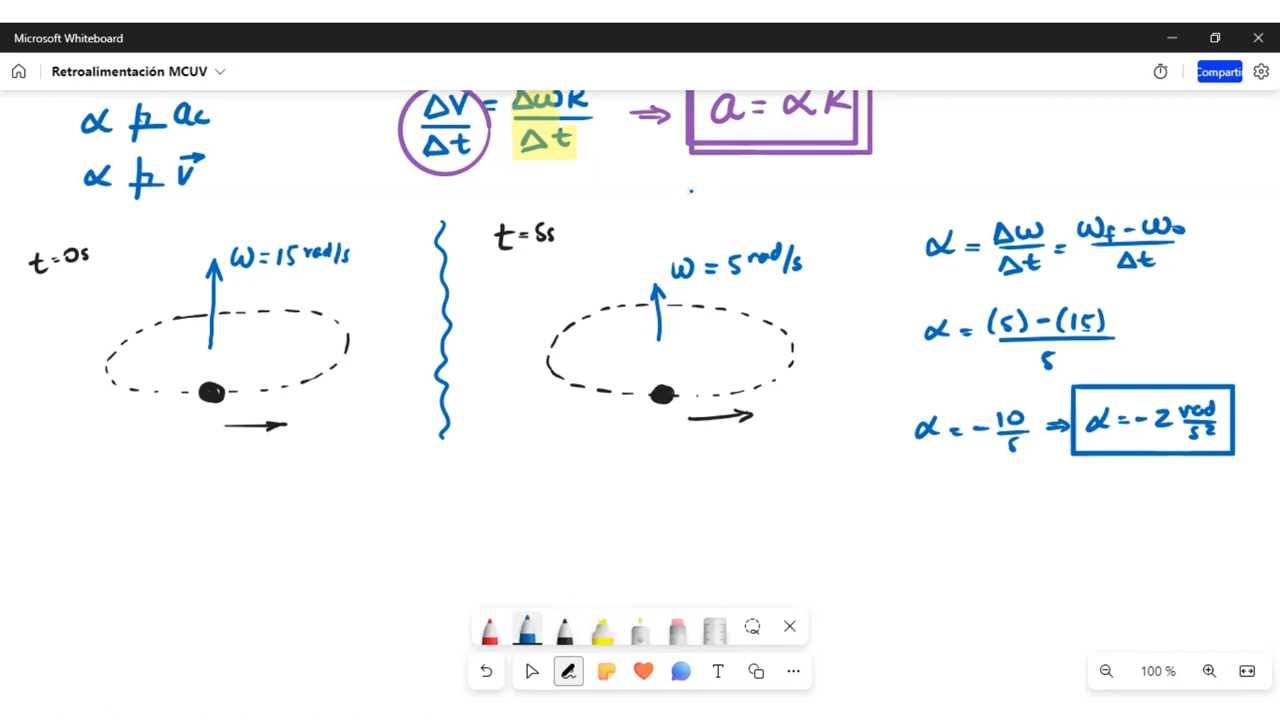 Microsoft Whiteboard
Retroalimentación MCUV
Comparti
α ⊥ ac
α ⊥ v⃗
ΔV/Δt = ΔωR/Δt ⇒ a = αR
t=0s
ω = 15 rad/s
t = 5s
ω = 5 rad/s
α = Δω/Δt = ωf - ωo/Δt
α = (5) - (15)/5
α = -10/5 ⇒ α = -2 rad/s²
100 %